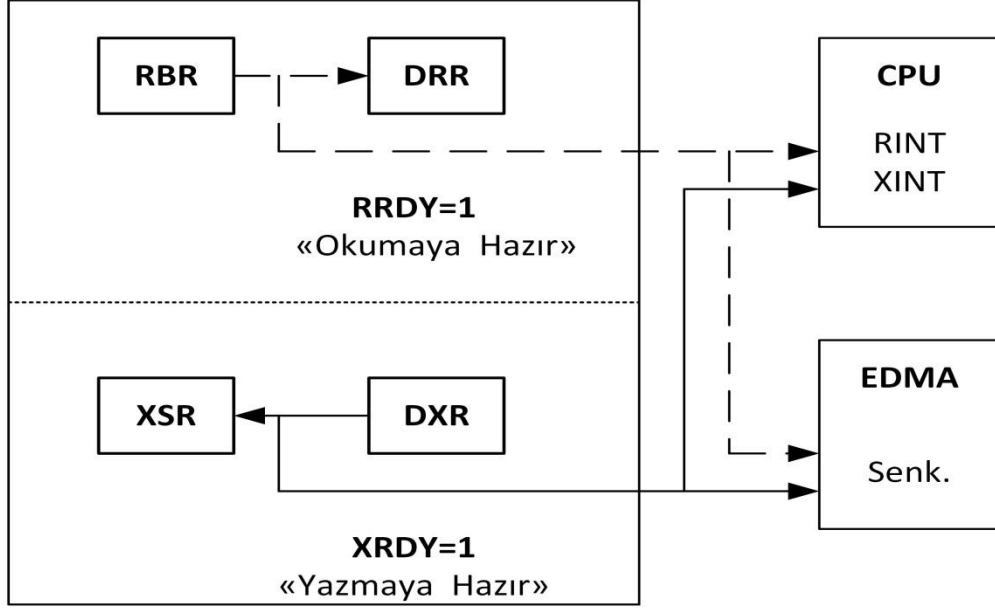 RBR
DRR
RRDY=1
«Okumaya Hazır»
XSR
DXR
XRDY=1
«Yazmaya Hazır»
CPU
RINT
XINT
EDMA
Senk.